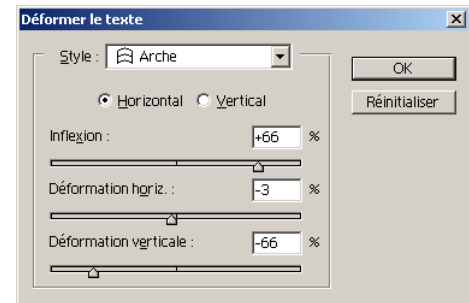 Déformer le texte
Style : Arche
OK
Horizontal Vertical
Réinitialiser
Inflexion : +66 %
Déformation horiz. : -3 %
Déformation verticale : -66 %